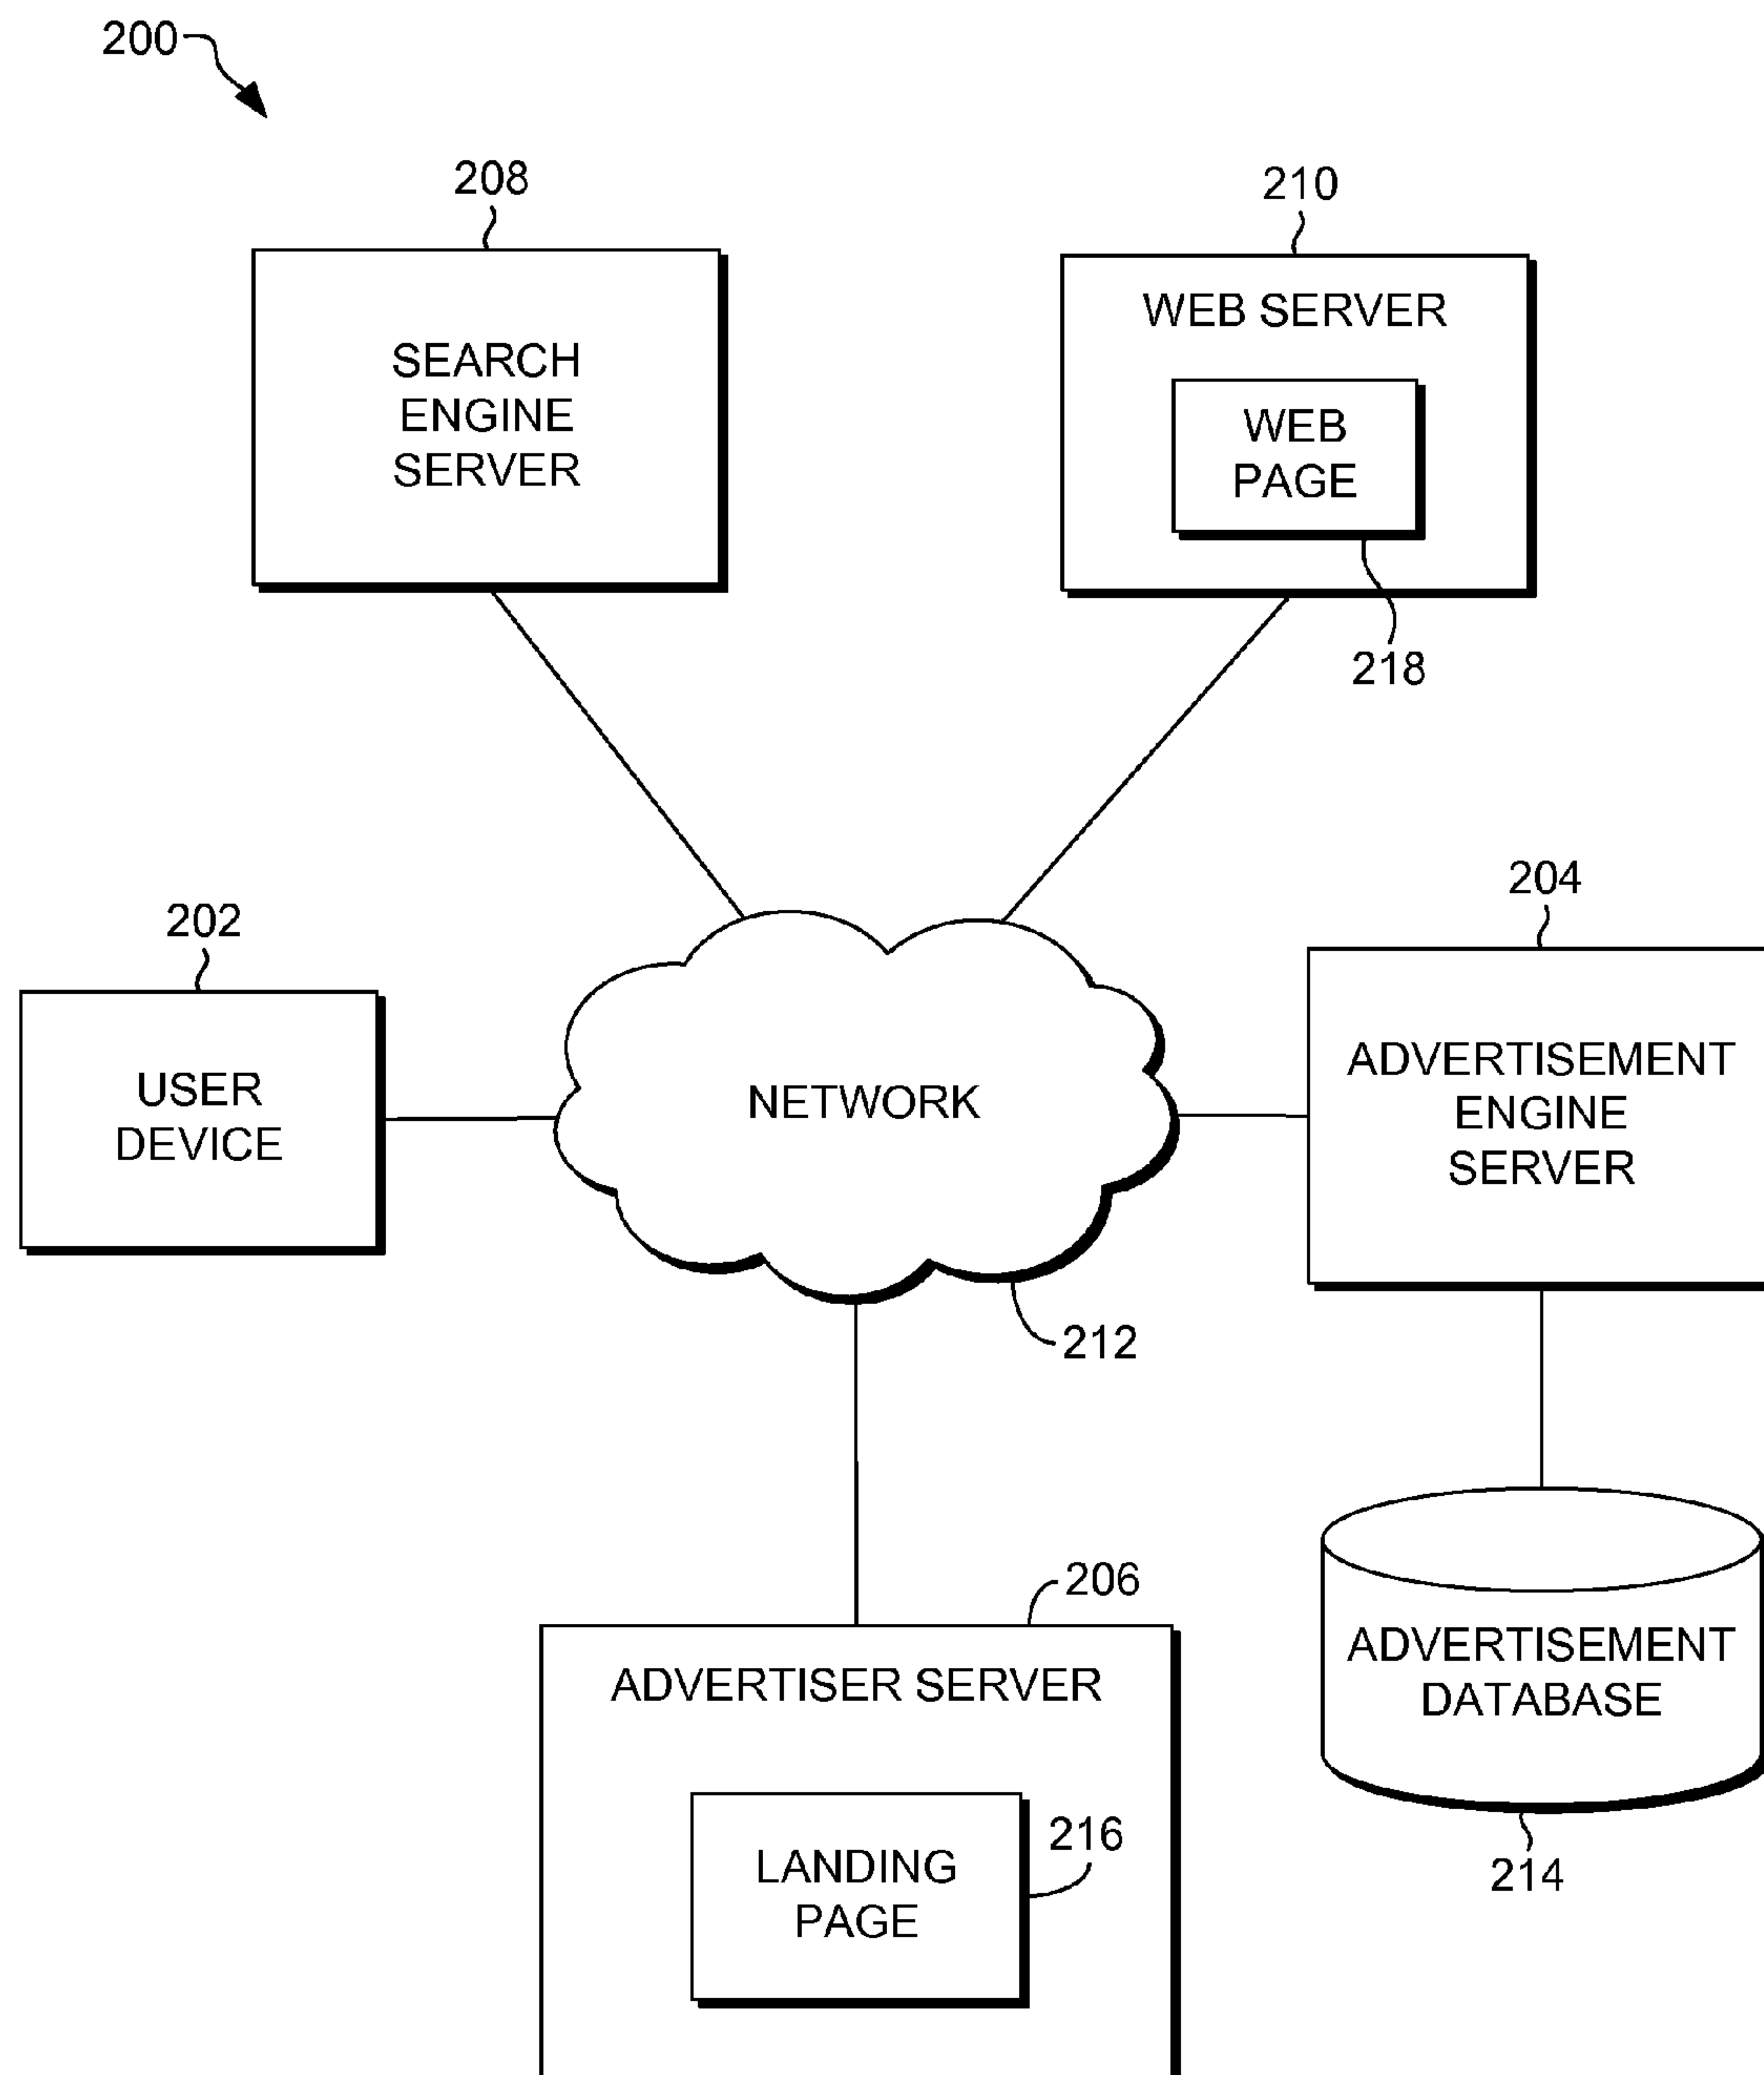 200
208
210
SEARCH
ENGINE
SERVER
WEB SERVER
WEB
PAGE
218
202
204
USER
DEVICE
NETWORK
ADVERTISEMENT
ENGINE
SERVER
212
206
ADVERTISER SERVER
ADVERTISEMENT
DATABASE
LANDING
PAGE
216
214